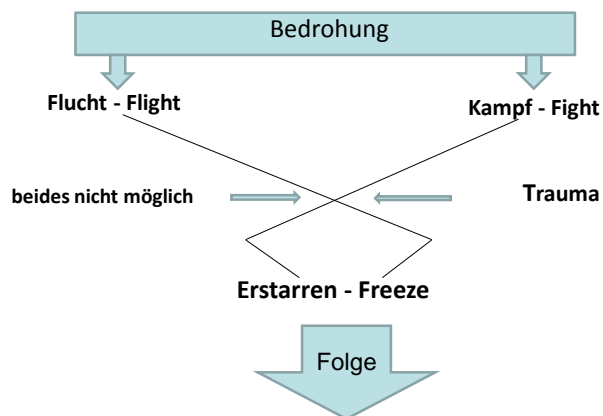 Bedrohung
Flucht - Flight
Kampf - Fight
beides nicht möglich
Trauma
Erstarren - Freeze
Folge